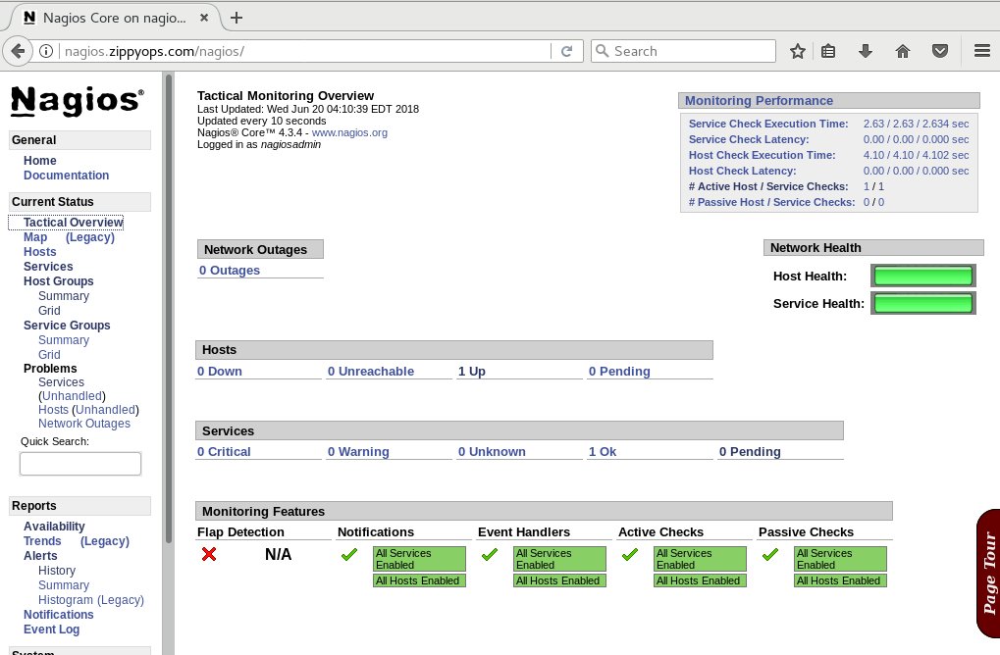 Nagios Core on nagio...
nagios.zippyops.com/nagios/
Search
Nagios®
General
Home
Documentation
Current Status
Tactical Overview
Map (Legacy)
Hosts
Services
Host Groups
Summary
Grid
Service Groups
Summary
Grid
Problems
Services
(Unhandled)
Hosts (Unhandled)
Network Outages
Quick Search:
Reports
Availability
Trends (Legacy)
Alerts
History
Summary
Histogram (Legacy)
Notifications
Event Log
System
Tactical Monitoring Overview
Last Updated: Wed Jun 20 04:10:39 EDT 2018
Updated every 10 seconds
Nagios® Core™ 4.3.4 - www.nagios.org
Logged in as nagiosadmin
Monitoring Performance
Service Check Execution Time: 2.63 / 2.63 / 2.634 sec
Service Check Latency: 0.00 / 0.00 / 0.000 sec
Host Check Execution Time: 4.10 / 4.10 / 4.102 sec
Host Check Latency: 0.00 / 0.00 / 0.000 sec
# Active Host / Service Checks: 1 / 1
# Passive Host / Service Checks: 0 / 0
Network Outages
0 Outages
Network Health
Host Health:
Service Health:
Hosts
0 Down 0 Unreachable 1 Up 0 Pending
Services
0 Critical 0 Warning 0 Unknown 1 Ok 0 Pending
Monitoring Features
Flap Detection Notifications Event Handlers Active Checks Passive Checks
N/A
All Services Enabled
All Hosts Enabled
All Services Enabled
All Hosts Enabled
All Services Enabled
All Hosts Enabled
All Services Enabled
All Hosts Enabled
Page Tour